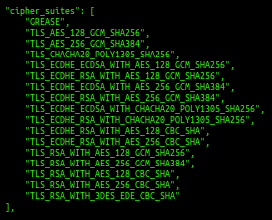 "cipher_suites": [
"GREASE",
"TLS_AES_128_GCM_SHA256",
"TLS_AES_256_GCM_SHA384",
"TLS_CHACHA20_POLY1305_SHA256",
"TLS_ECDHE_ECDSA_WITH_AES_128_GCM_SHA256",
"TLS_ECDHE_RSA_WITH_AES_128_GCM_SHA256",
"TLS_ECDHE_ECDSA_WITH_AES_256_GCM_SHA384",
"TLS_ECDHE_RSA_WITH_AES_256_GCM_SHA384",
"TLS_ECDHE_ECDSA_WITH_CHACHA20_POLY1305_SHA256",
"TLS_ECDHE_RSA_WITH_CHACHA20_POLY1305_SHA256",
"TLS_ECDHE_RSA_WITH_AES_128_CBC_SHA",
"TLS_ECDHE_RSA_WITH_AES_256_CBC_SHA",
"TLS_RSA_WITH_AES_128_GCM_SHA256",
"TLS_RSA_WITH_AES_256_GCM_SHA384",
"TLS_RSA_WITH_AES_128_CBC_SHA",
"TLS_RSA_WITH_AES_256_CBC_SHA",
"TLS_RSA_WITH_3DES_EDE_CBC_SHA"
],